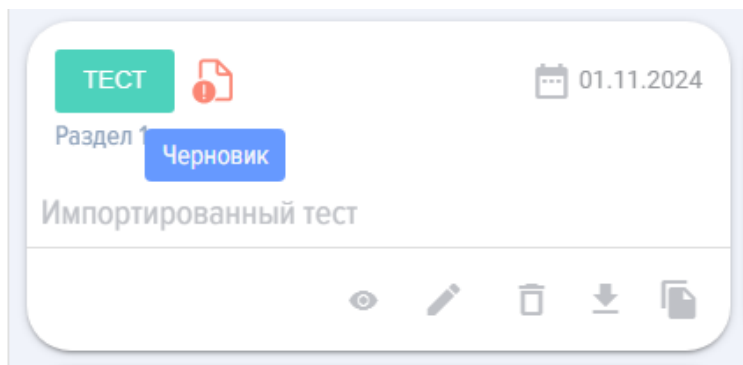 ТЕСТ
01.11.2024
Раздел 1
Черновик
Импортированный тест